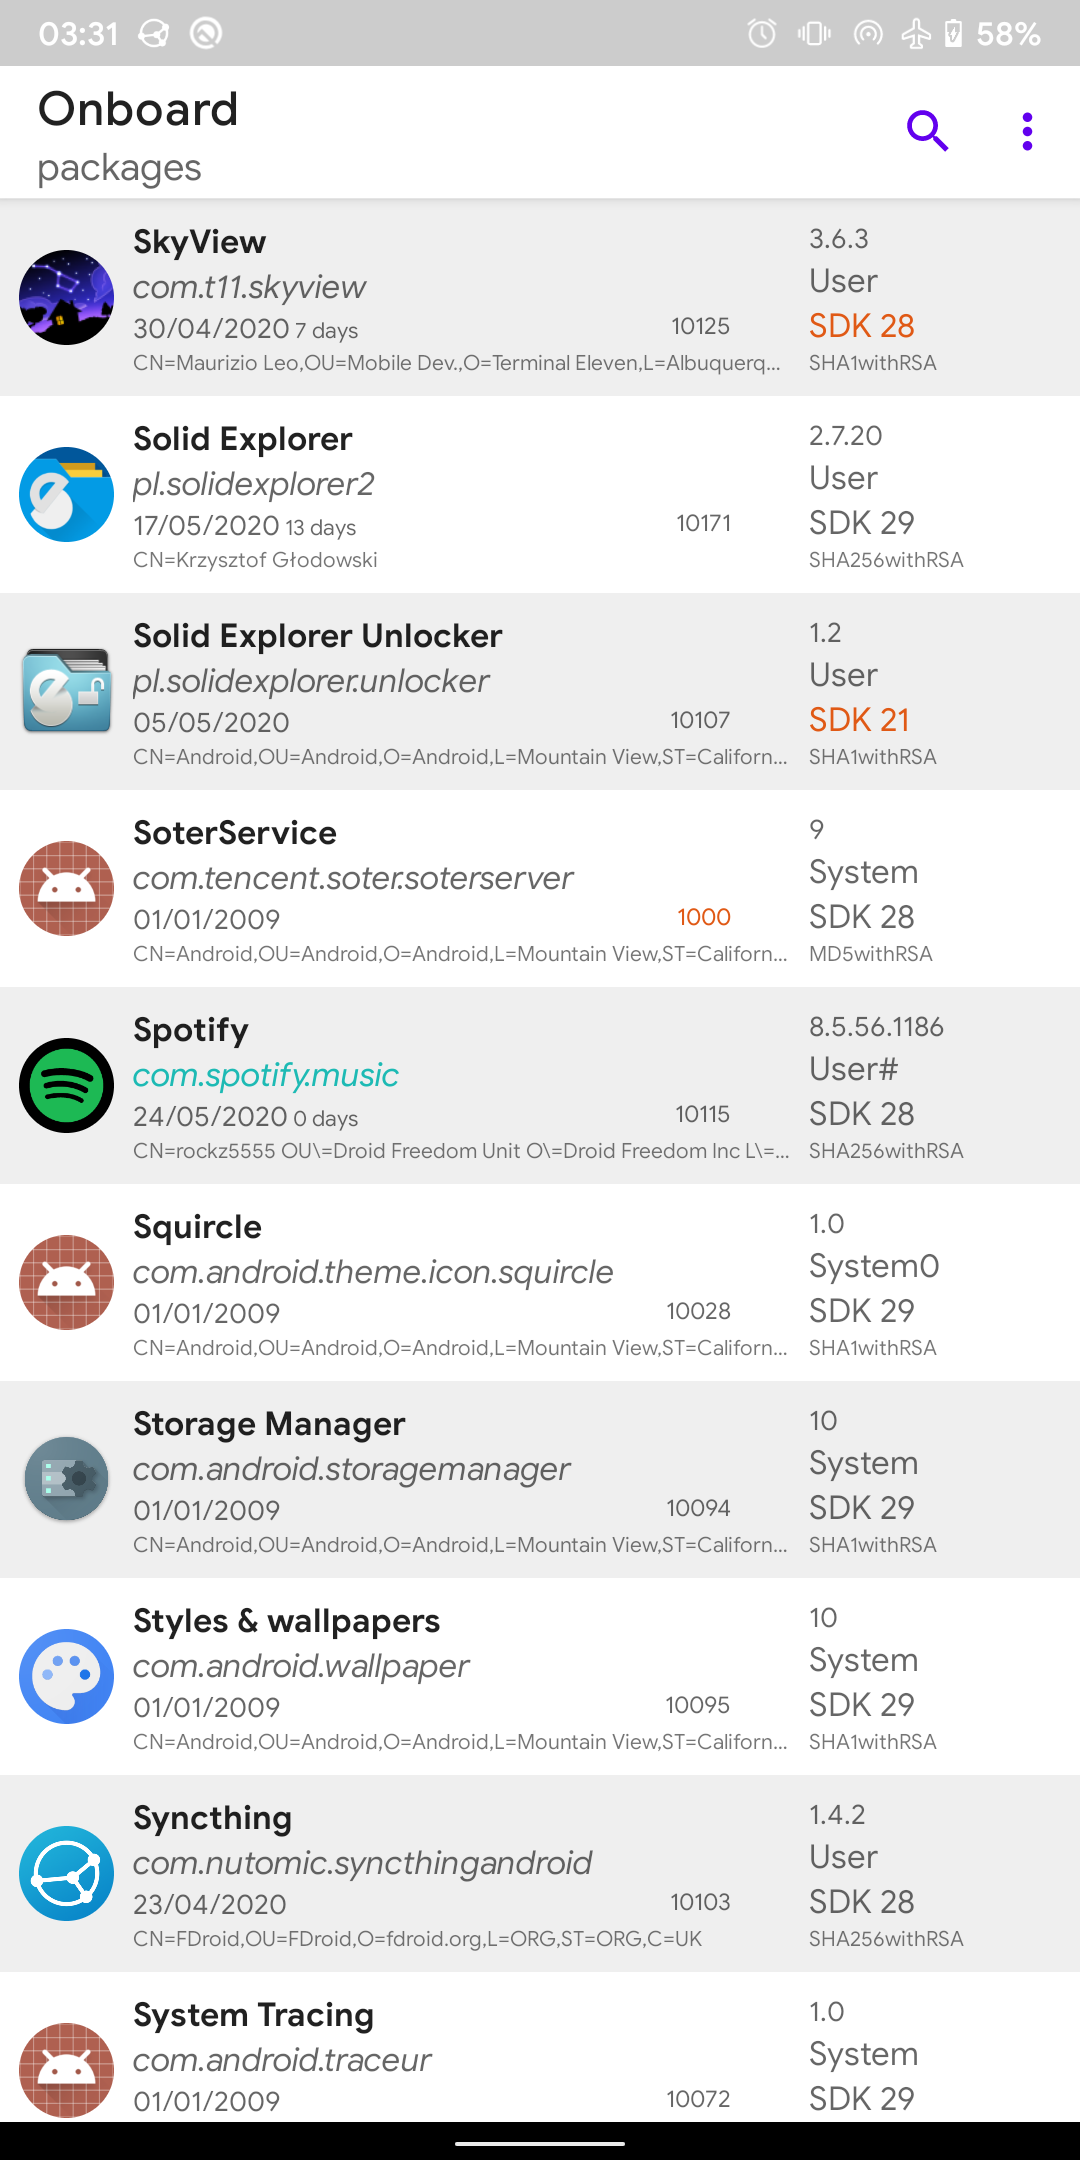 03:31
58%
Onboard
packages
SkyView
3.6.3
com.t11.skyview
User
30/04/2020 7 days
10125
SDK 28
CN=Maurizio Leo,OU=Mobile Dev.,O=Terminal Eleven,L=Albuquerq...
SHA1withRSA
Solid Explorer
2.7.20
pl.solidexplorer2
User
17/05/2020 13 days
10171
SDK 29
CN=Krzysztof Głodowski
SHA256withRSA
Solid Explorer Unlocker
1.2
pl.solidexplorer.unlocker
User
05/05/2020
10107
SDK 21
CN=Android,OU=Android,O=Android,L=Mountain View,ST=Californ...
SHA1withRSA
SoterService
9
com.tencent.soter.soterserver
System
01/01/2009
1000
SDK 28
CN=Android,OU=Android,O=Android,L=Mountain View,ST=Californ...
MD5withRSA
Spotify
8.5.56.1186
com.spotify.music
User#
24/05/2020 0 days
10115
SDK 28
CN=rockz5555 OU\=Droid Freedom Unit O\=Droid Freedom Inc L\=...
SHA256withRSA
Squircle
1.0
com.android.theme.icon.squircle
System0
01/01/2009
10028
SDK 29
CN=Android,OU=Android,O=Android,L=Mountain View,ST=Californ...
SHA1withRSA
Storage Manager
10
com.android.storagemanager
System
01/01/2009
10094
SDK 29
CN=Android,OU=Android,O=Android,L=Mountain View,ST=Californ...
SHA1withRSA
Styles & wallpapers
10
com.android.wallpaper
System
01/01/2009
10095
SDK 29
CN=Android,OU=Android,O=Android,L=Mountain View,ST=Californ...
SHA1withRSA
Syncthing
1.4.2
com.nutomic.syncthingandroid
User
23/04/2020
10103
SDK 28
CN=FDroid,OU=FDroid,O=fdroid.org,L=ORG,ST=ORG,C=UK
SHA256withRSA
System Tracing
1.0
com.android.traceur
System
01/01/2009
10072
SDK 29